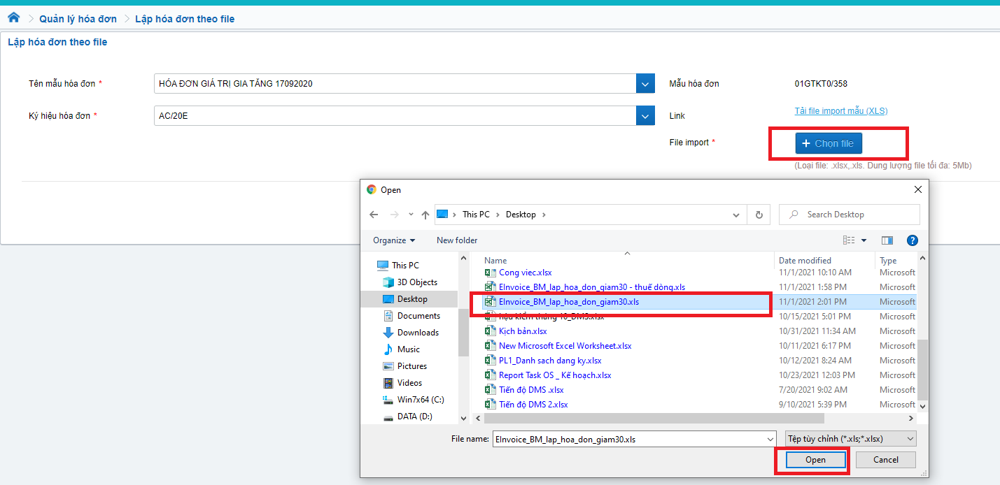 Quản lý hóa đơn Lập hóa đơn theo file
Lập hóa đơn theo file
Tên mẫu hóa đơn * HÓA ĐƠN GIÁ TRỊ GIA TĂNG 17092020 Mẫu hóa đơn 01GTKT0/358
Ký hiệu hóa đơn * AC/20E Link Tải file import mẫu (XLS)
File import * + Chọn file
(Loại file: .xlsx,.xls. Dung lượng file tối đa: 5Mb)
Open
This PC Desktop Search Desktop
Organize New folder
Name Date modified Type
This PC
3D Objects
Desktop
Documents
Downloads
Music
Pictures
Videos
Win7x64 (C:)
DATA (D:)
Cong viec.xlsx 11/1/2021 10:10 AM Microsoft
EInvoice_BM_lap_hoa_don_giam30 - thuế dòng.xls 11/1/2021 1:58 PM Microsoft
EInvoice_BM_lap_hoa_don_giam30.xls 11/1/2021 2:01 PM Microsoft
hậu kiểm tháng 10_DMS.xlsx 10/15/2021 5:01 PM Microsoft
Kịch bản.xlsx 10/31/2021 11:34 AM Microsoft
New Microsoft Excel Worksheet.xlsx 10/11/2021 6:17 PM Microsoft
PL1_Danh sach dang ky.xlsx 10/12/2021 8:24 AM Microsoft
Report Task OS _ Kế hoạch.xlsx 10/23/2021 12:03 PM Microsoft
Tiến độ DMS .xlsx 7/20/2021 9:02 AM Microsoft
Tiến độ DMS 2.xlsx 9/10/2021 5:39 PM Microsoft
File name: EInvoice_BM_lap_hoa_don_giam30.xls Tệp tùy chỉnh (*.xls;*.xlsx)
Open Cancel